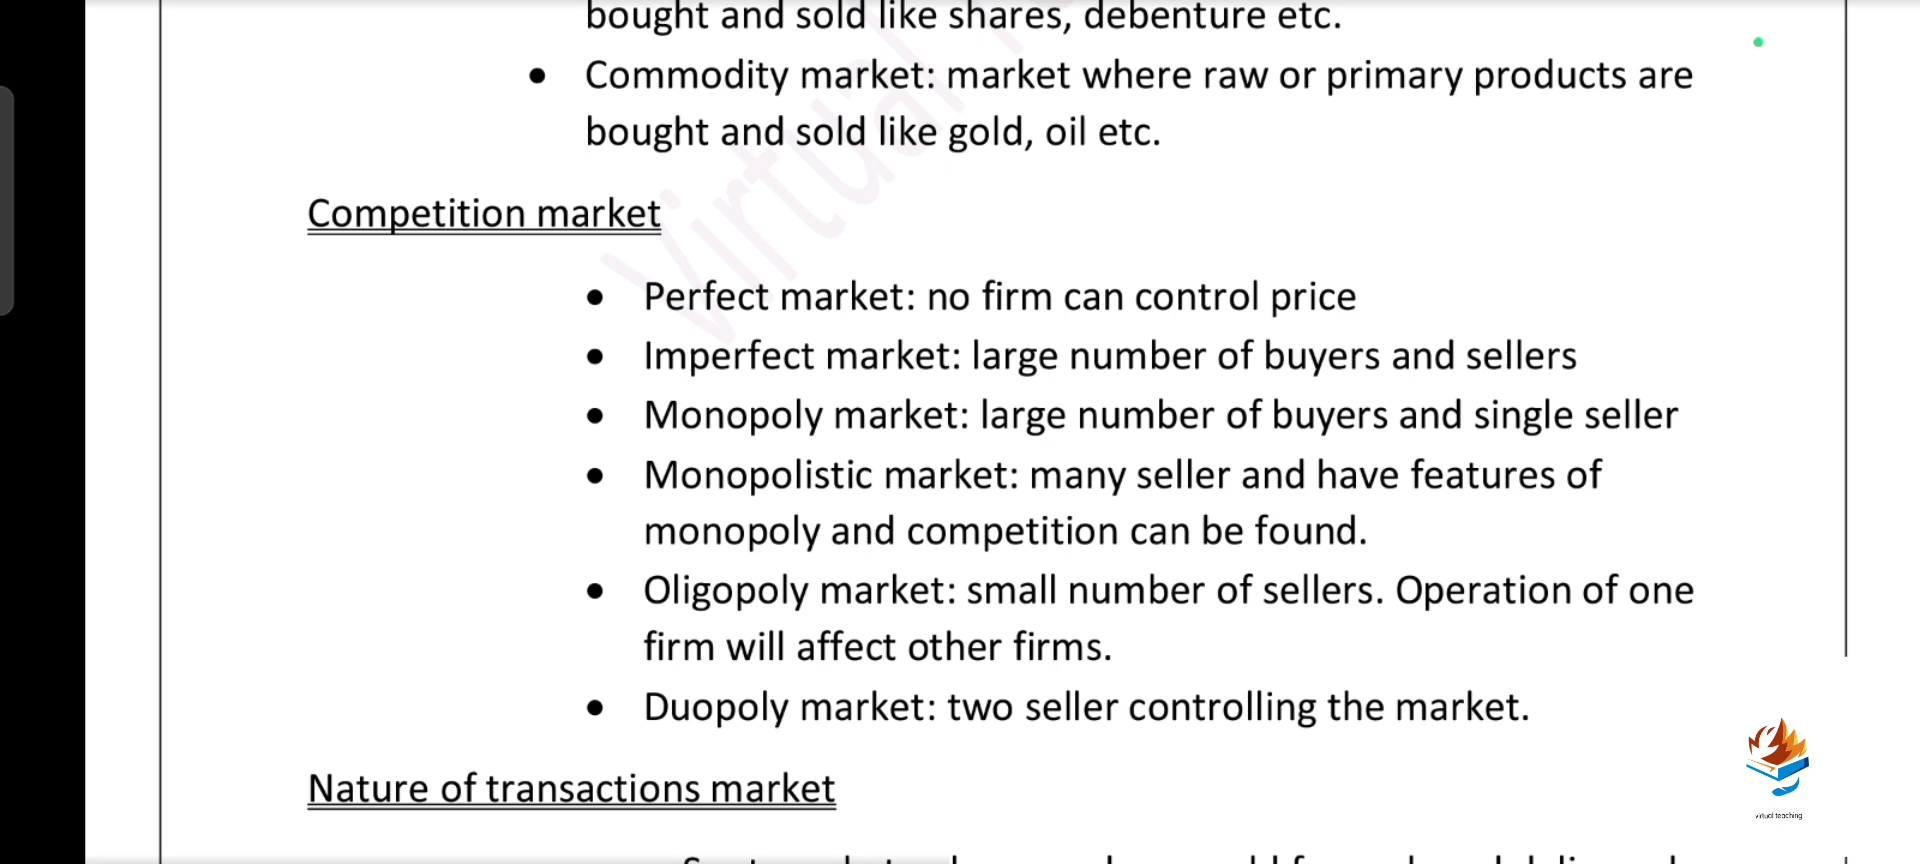 bought and sold like shares, debenture etc.
• Commodity market: market where raw or primary products are
bought and sold like gold, oil etc.
Competition market
• Perfect market: no firm can control price
• Imperfect market: large number of buyers and sellers
• Monopoly market: large number of buyers and single seller
• Monopolistic market: many seller and have features of
monopoly and competition can be found.
• Oligopoly market: small number of sellers. Operation of one
firm will affect other firms.
• Duopoly market: two seller controlling the market.
Nature of transactions market
Virtual
virtual teaching